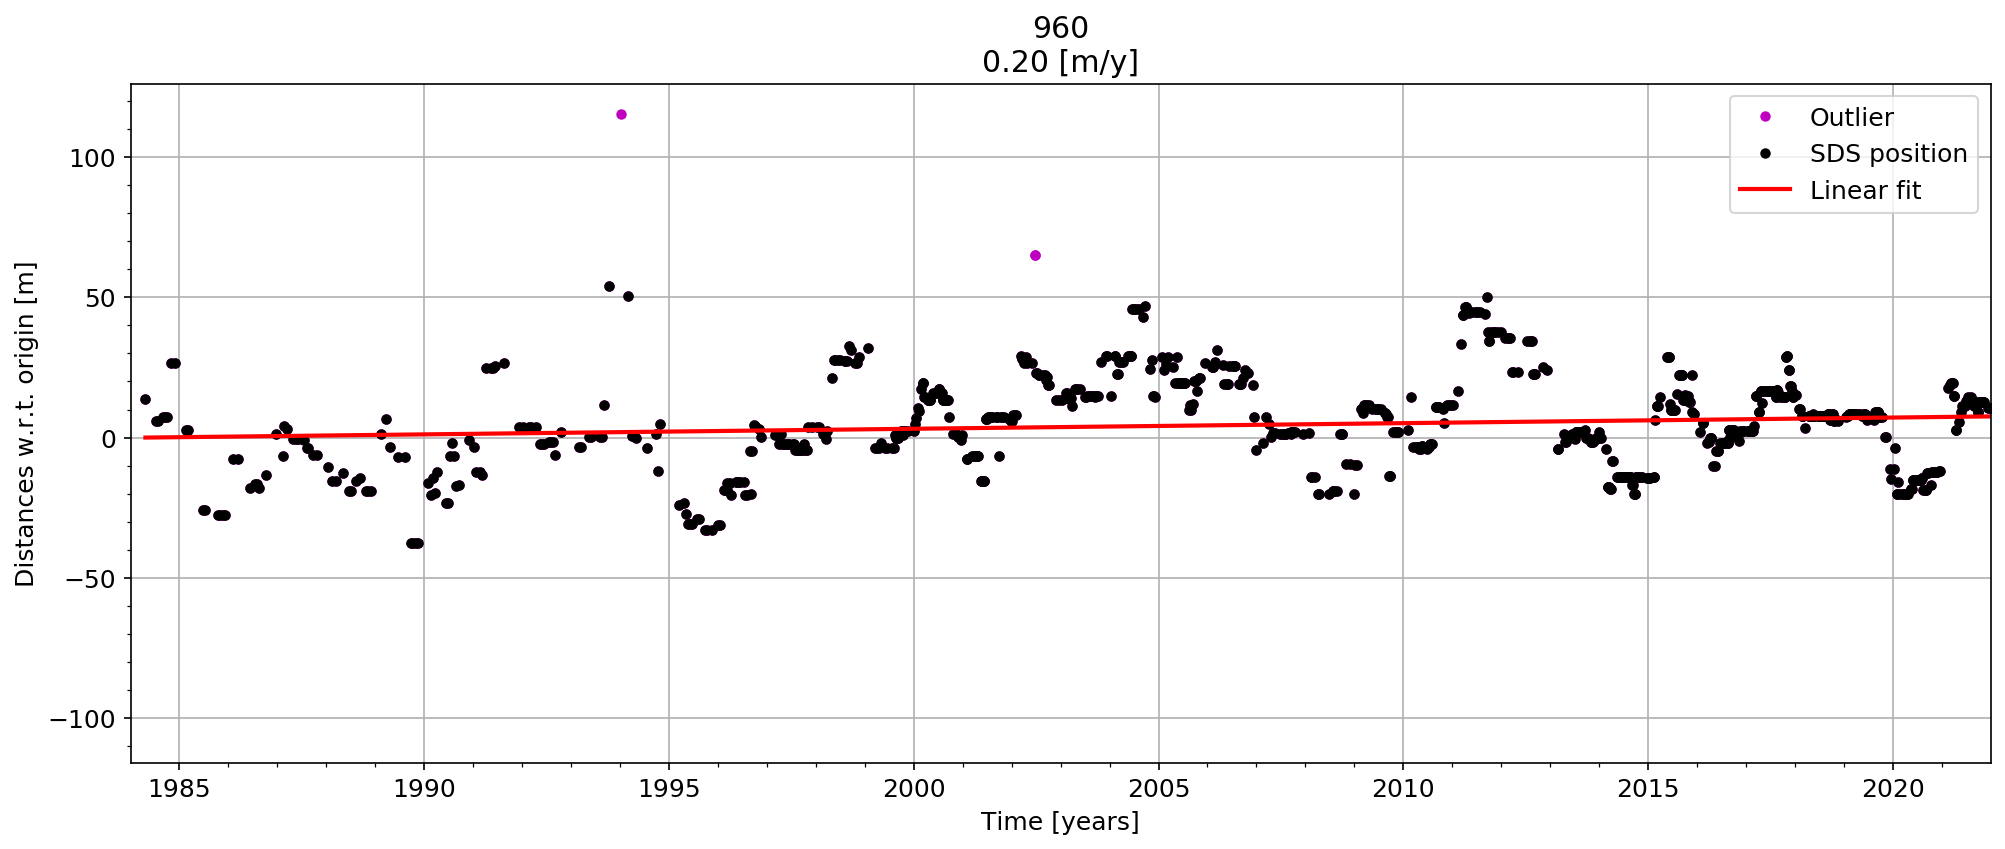 960
0.20 [m/y]
Outlier
SDS position
Linear fit
Distances w.r.t. origin [m]
100
50
0
−50
−100
1985 1990 1995 2000 2005 2010 2015 2020
Time [years]